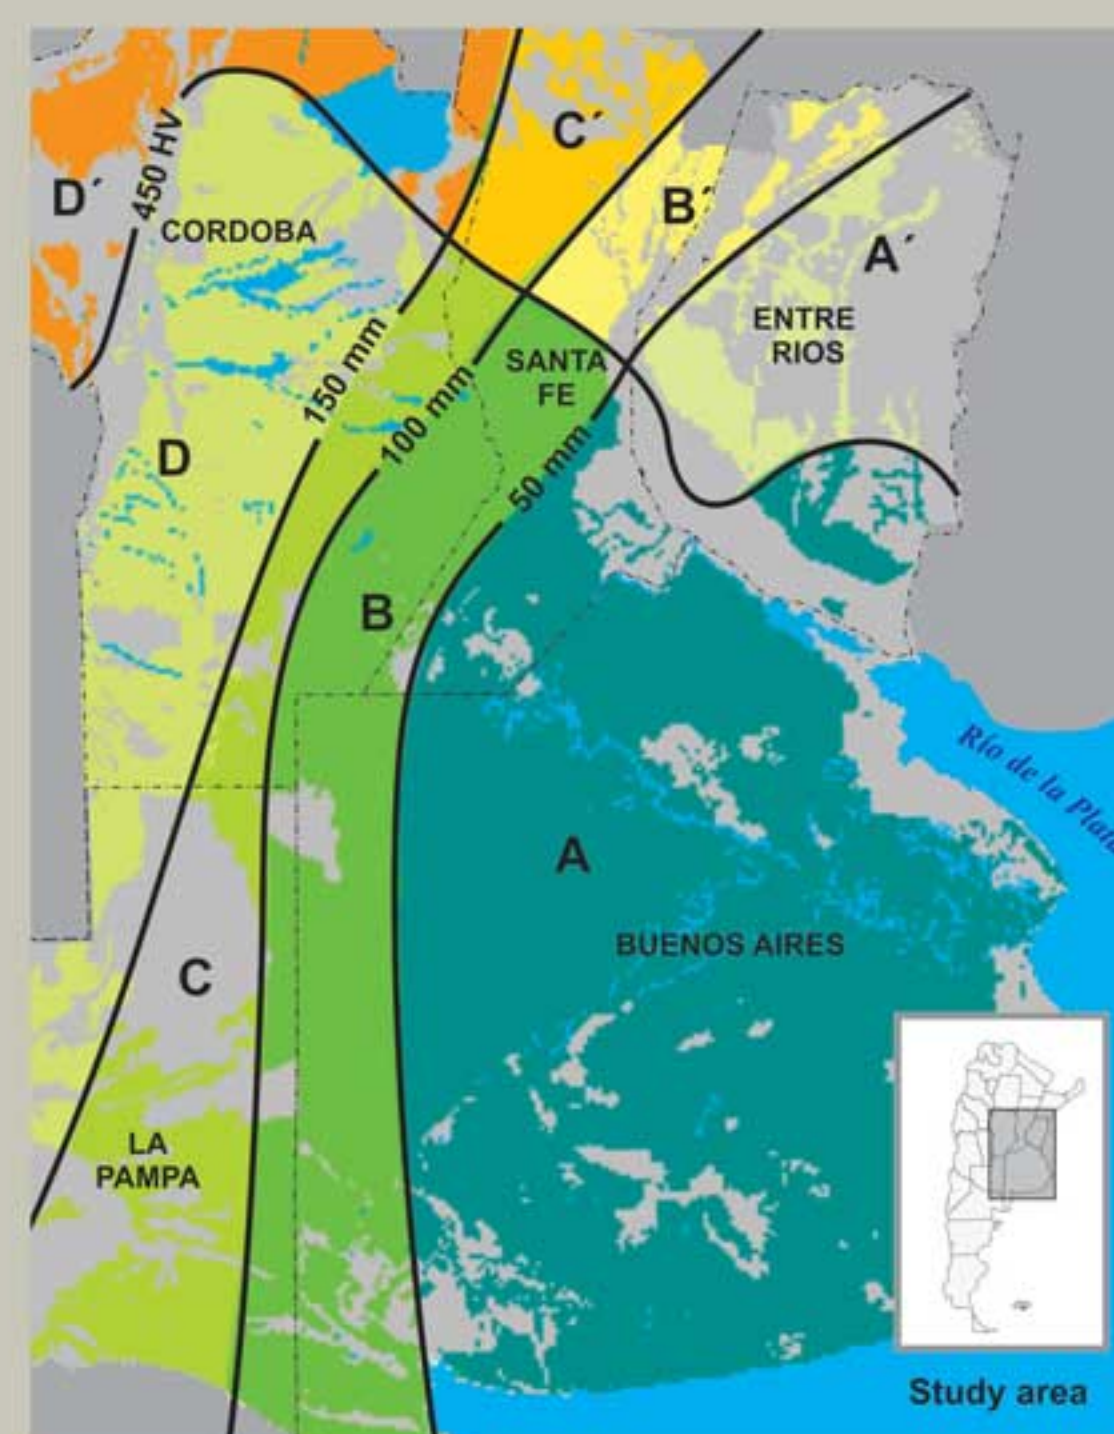 C´
D´
450 HV
CORDOBA
B´
A´
ENTRE
RIOS
150 mm
100 mm
SANTA
FE
50 mm
D
B
Río de la Plata
A
BUENOS AIRES
C
LA
PAMPA
Study area